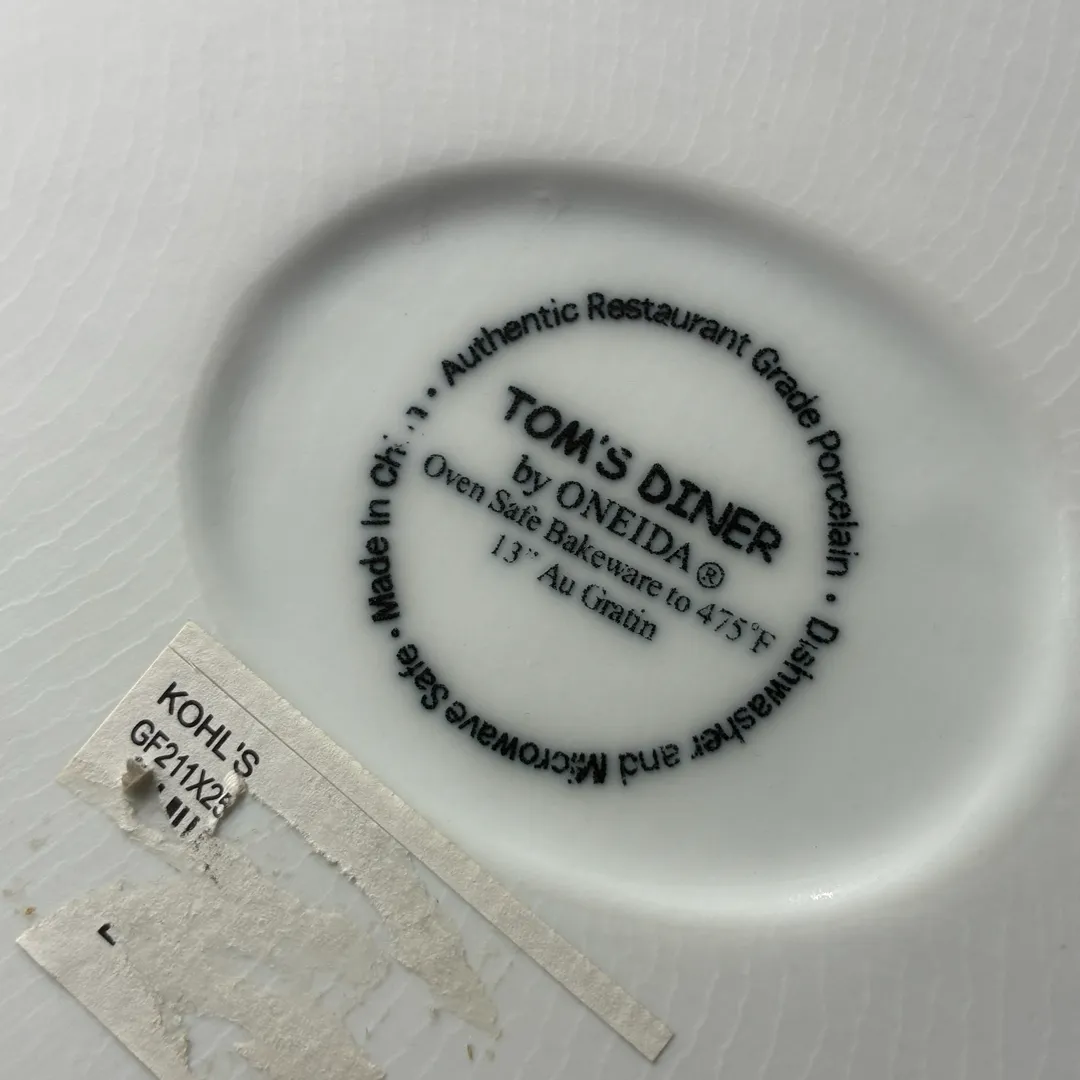 Authentic Restaurant Grade Porcelain • Dishwasher and Microwave Safe • Made In •
TOM'S DINER
by ONEIDA ®
Oven Safe Bakeware to 475°F
13" Au Gratin
KOHL'S
GF211X25